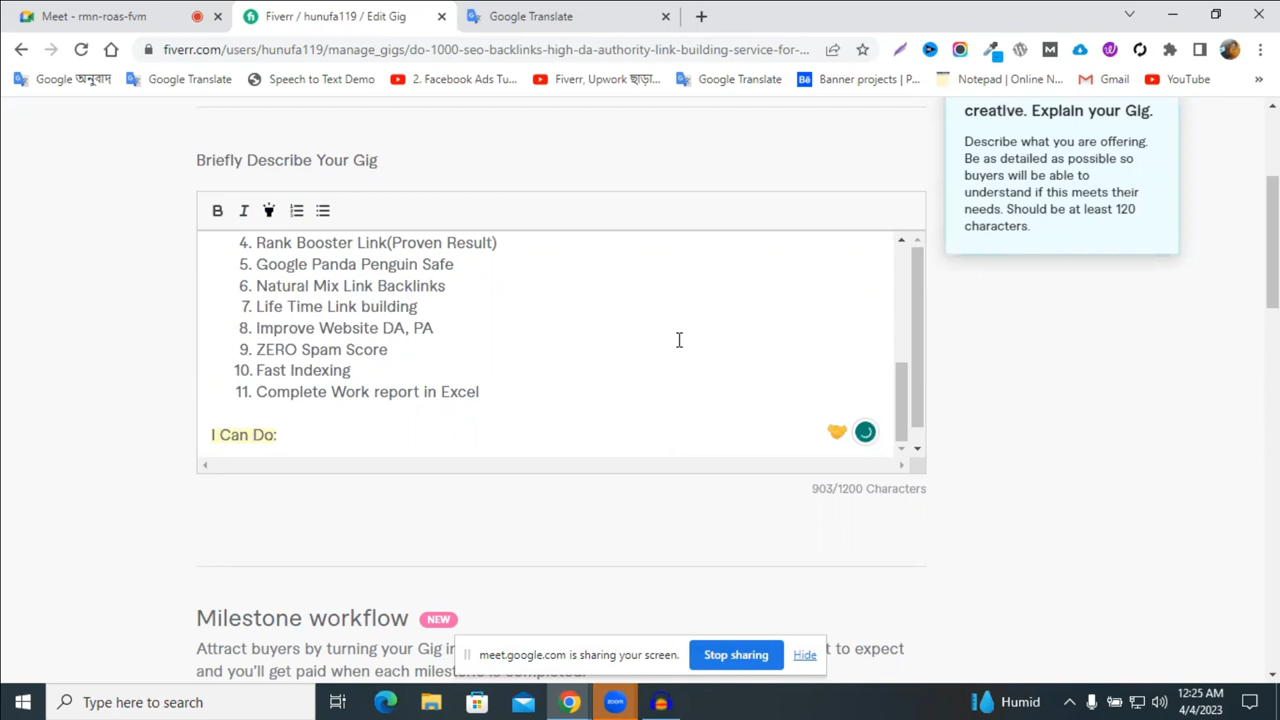 Meet - rmn-roas-fvm
Fiverr / hunufa119 / Edit Gig
Google Translate
fiverr.com/users/hunufa119/manage_gigs/do-1000-seo-backlinks-high-da-authority-link-building-service-for-...
Google অনুবাদ
Google Translate
Speech to Text Demo
2. Facebook Ads Tu...
Fiverr, Upwork ছাড়া...
Google Translate
Banner projects | P...
Notepad | Online N...
Gmail
YouTube
creative. Explain your Gig.
Describe what you are offering.
Be as detailed as possible so
buyers will be able to
understand if this meets their
needs. Should be at least 120
characters.
Briefly Describe Your Gig
4. Rank Booster Link(Proven Result)
5. Google Panda Penguin Safe
6. Natural Mix Link Backlinks
7. Life Time Link building
8. Improve Website DA, PA
9. ZERO Spam Score
10. Fast Indexing
11. Complete Work report in Excel
I Can Do:
903/1200 Characters
Milestone workflow NEW
Attract buyers by turning your Gig in
t to expect
and you'll get paid when each milestone is completed.
meet.google.com is sharing your screen.
Stop sharing
Hide
Type here to search
zoom
Humid
12:25 AM
4/4/2023